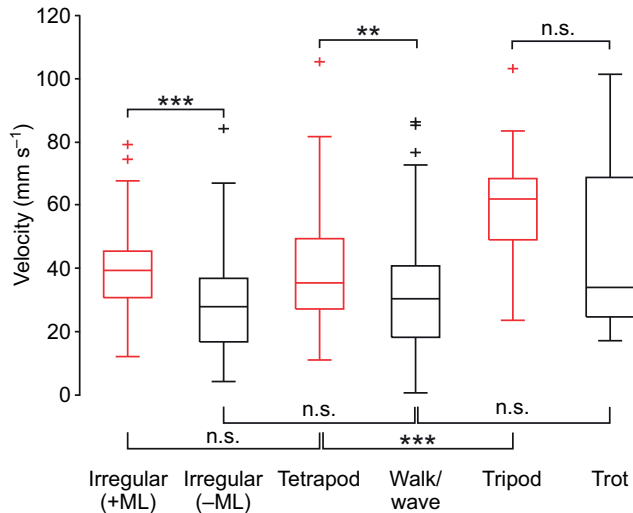 Velocity (mm s⁻¹)
120
100
80
60
40
20
0
***
**
n.s.
n.s.
n.s.
n.s.
***
Irregular
(+ML)
Irregular
(–ML)
Tetrapod
Walk/
wave
Tripod
Trot